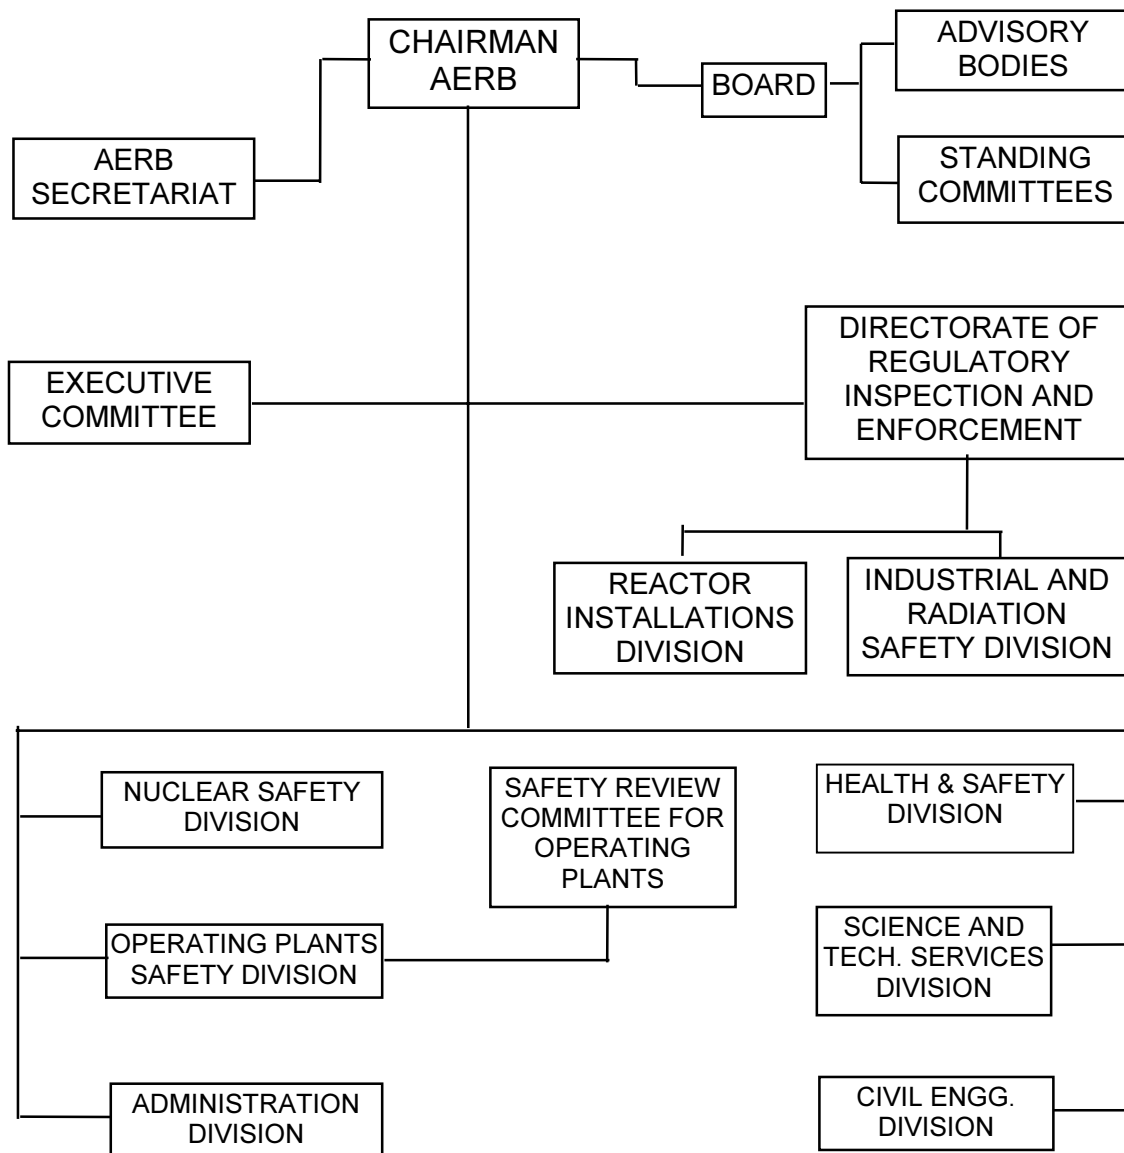 CHAIRMAN
AERB
ADVISORY
BODIES
BOARD
AERB
SECRETARIAT
STANDING
COMMITTEES
EXECUTIVE
COMMITTEE
DIRECTORATE OF
REGULATORY
INSPECTION AND
ENFORCEMENT
REACTOR
INSTALLATIONS
DIVISION
INDUSTRIAL AND
RADIATION
SAFETY DIVISION
NUCLEAR SAFETY
DIVISION
SAFETY REVIEW
COMMITTEE FOR
OPERATING
PLANTS
HEALTH & SAFETY
DIVISION
OPERATING PLANTS
SAFETY DIVISION
SCIENCE AND
TECH. SERVICES
DIVISION
ADMINISTRATION
DIVISION
CIVIL ENGG.
DIVISION